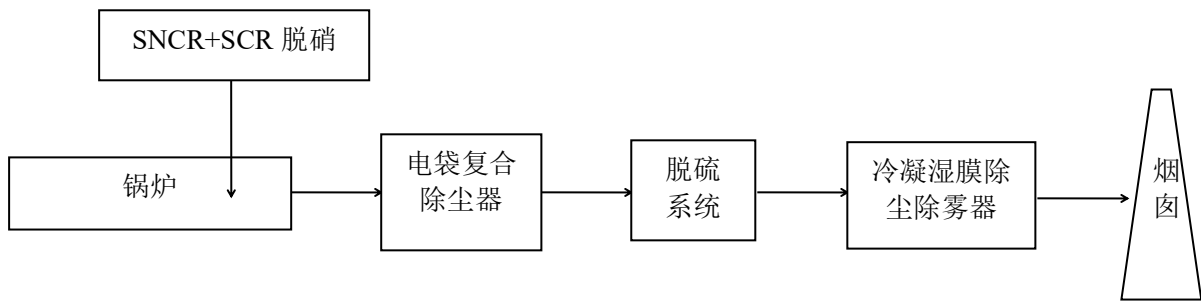 SNCR+SCR 脱硝
锅炉
电袋复合
除尘器
脱硫
系统
冷凝湿膜除
尘除雾器
烟
囱